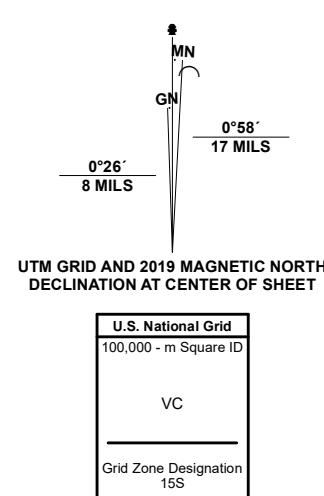 MN
GN
0°58´
17 MILS
0°26´
8 MILS
UTM GRID AND 2019 MAGNETIC NORTH
DECLINATION AT CENTER OF SHEET
U.S. National Grid
100,000 - m Square ID
VC
Grid Zone Designation
15S